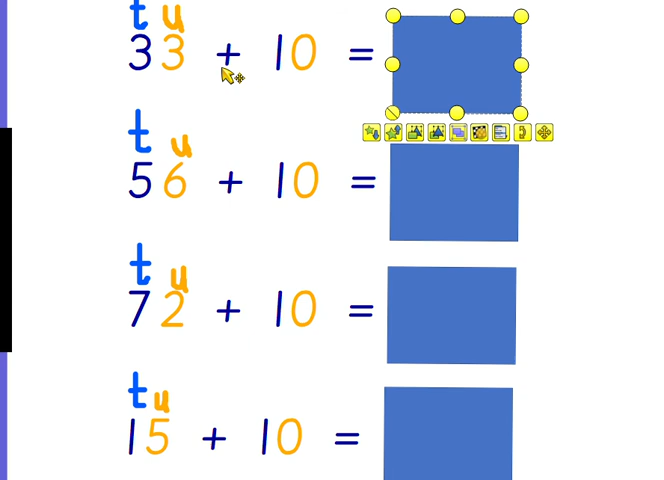 t u
33 + 10 =
t u
56 + 10 =
t u
72 + 10 =
t u
15 + 10 =